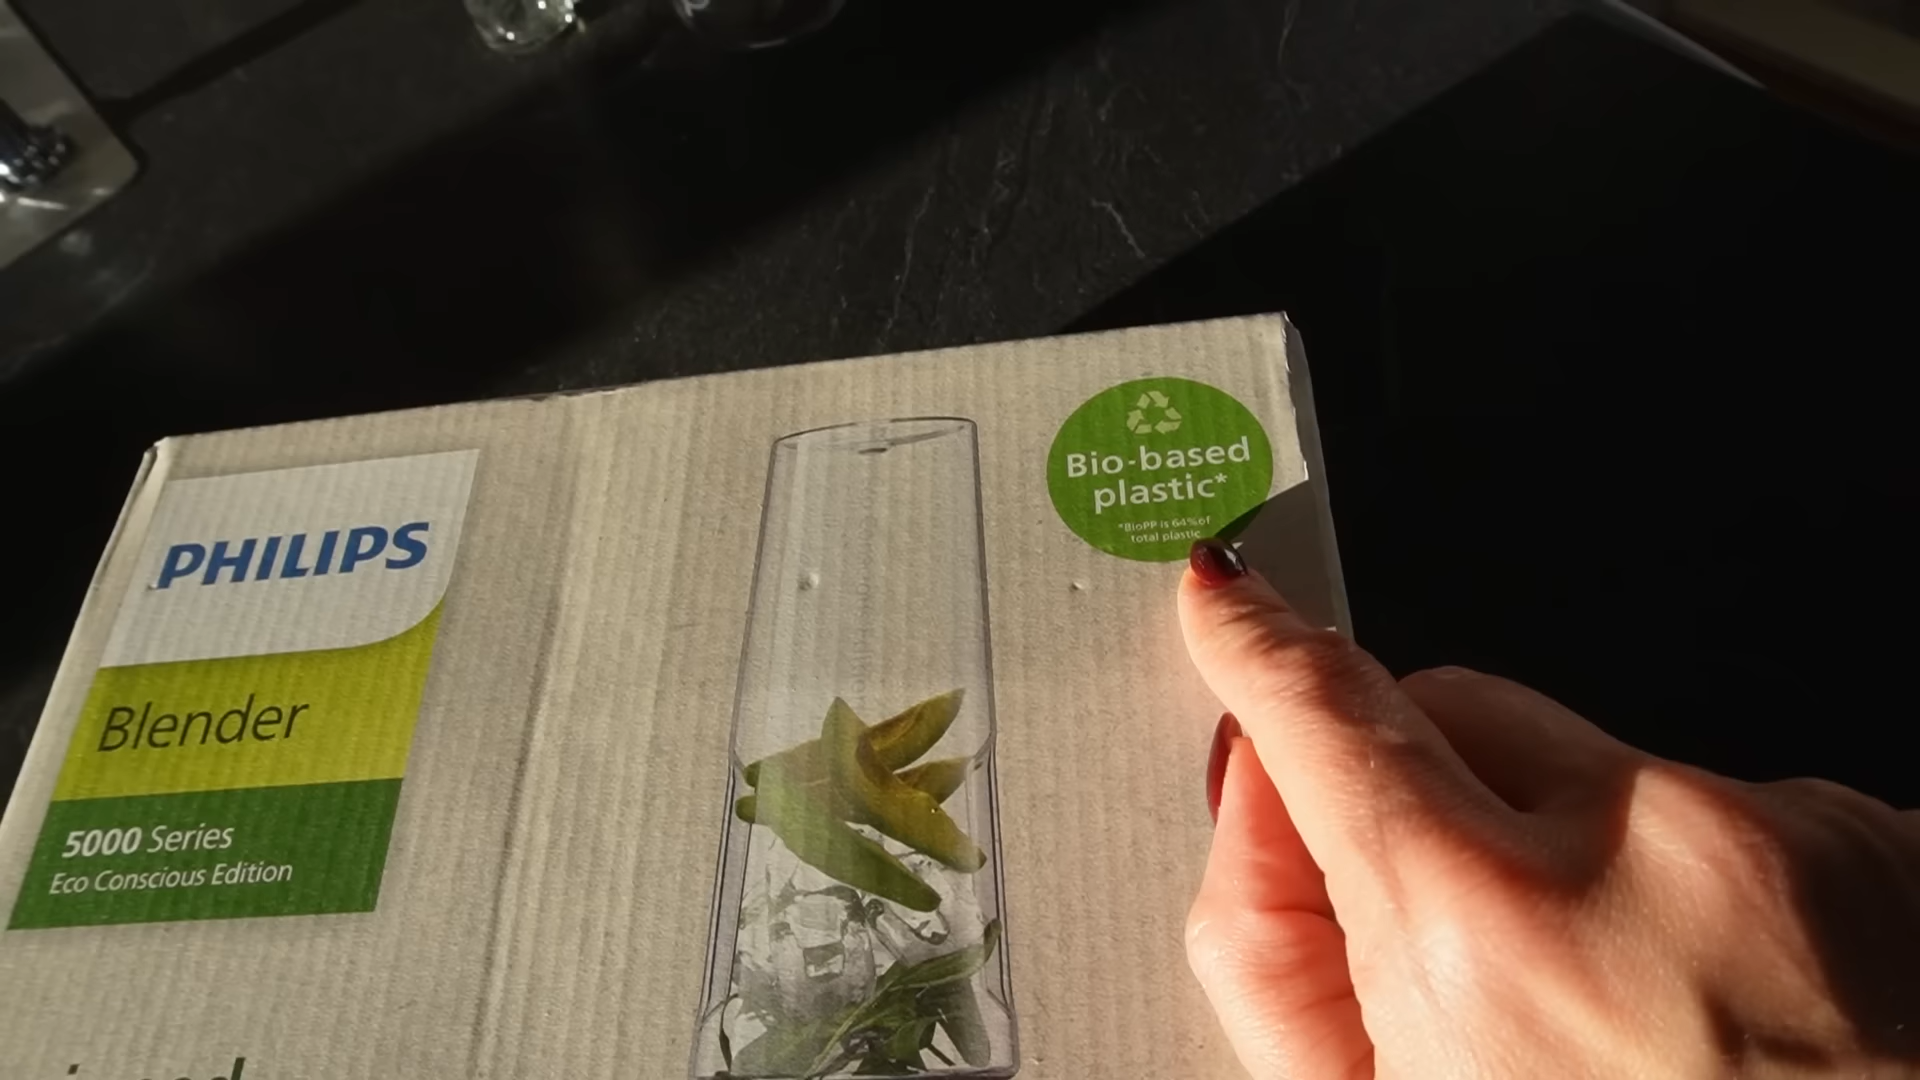 PHILIPS
Blender
5000 Series
Eco Conscious Edition
Bio-based
plastic*
*BioPP is 64% of
total plastic